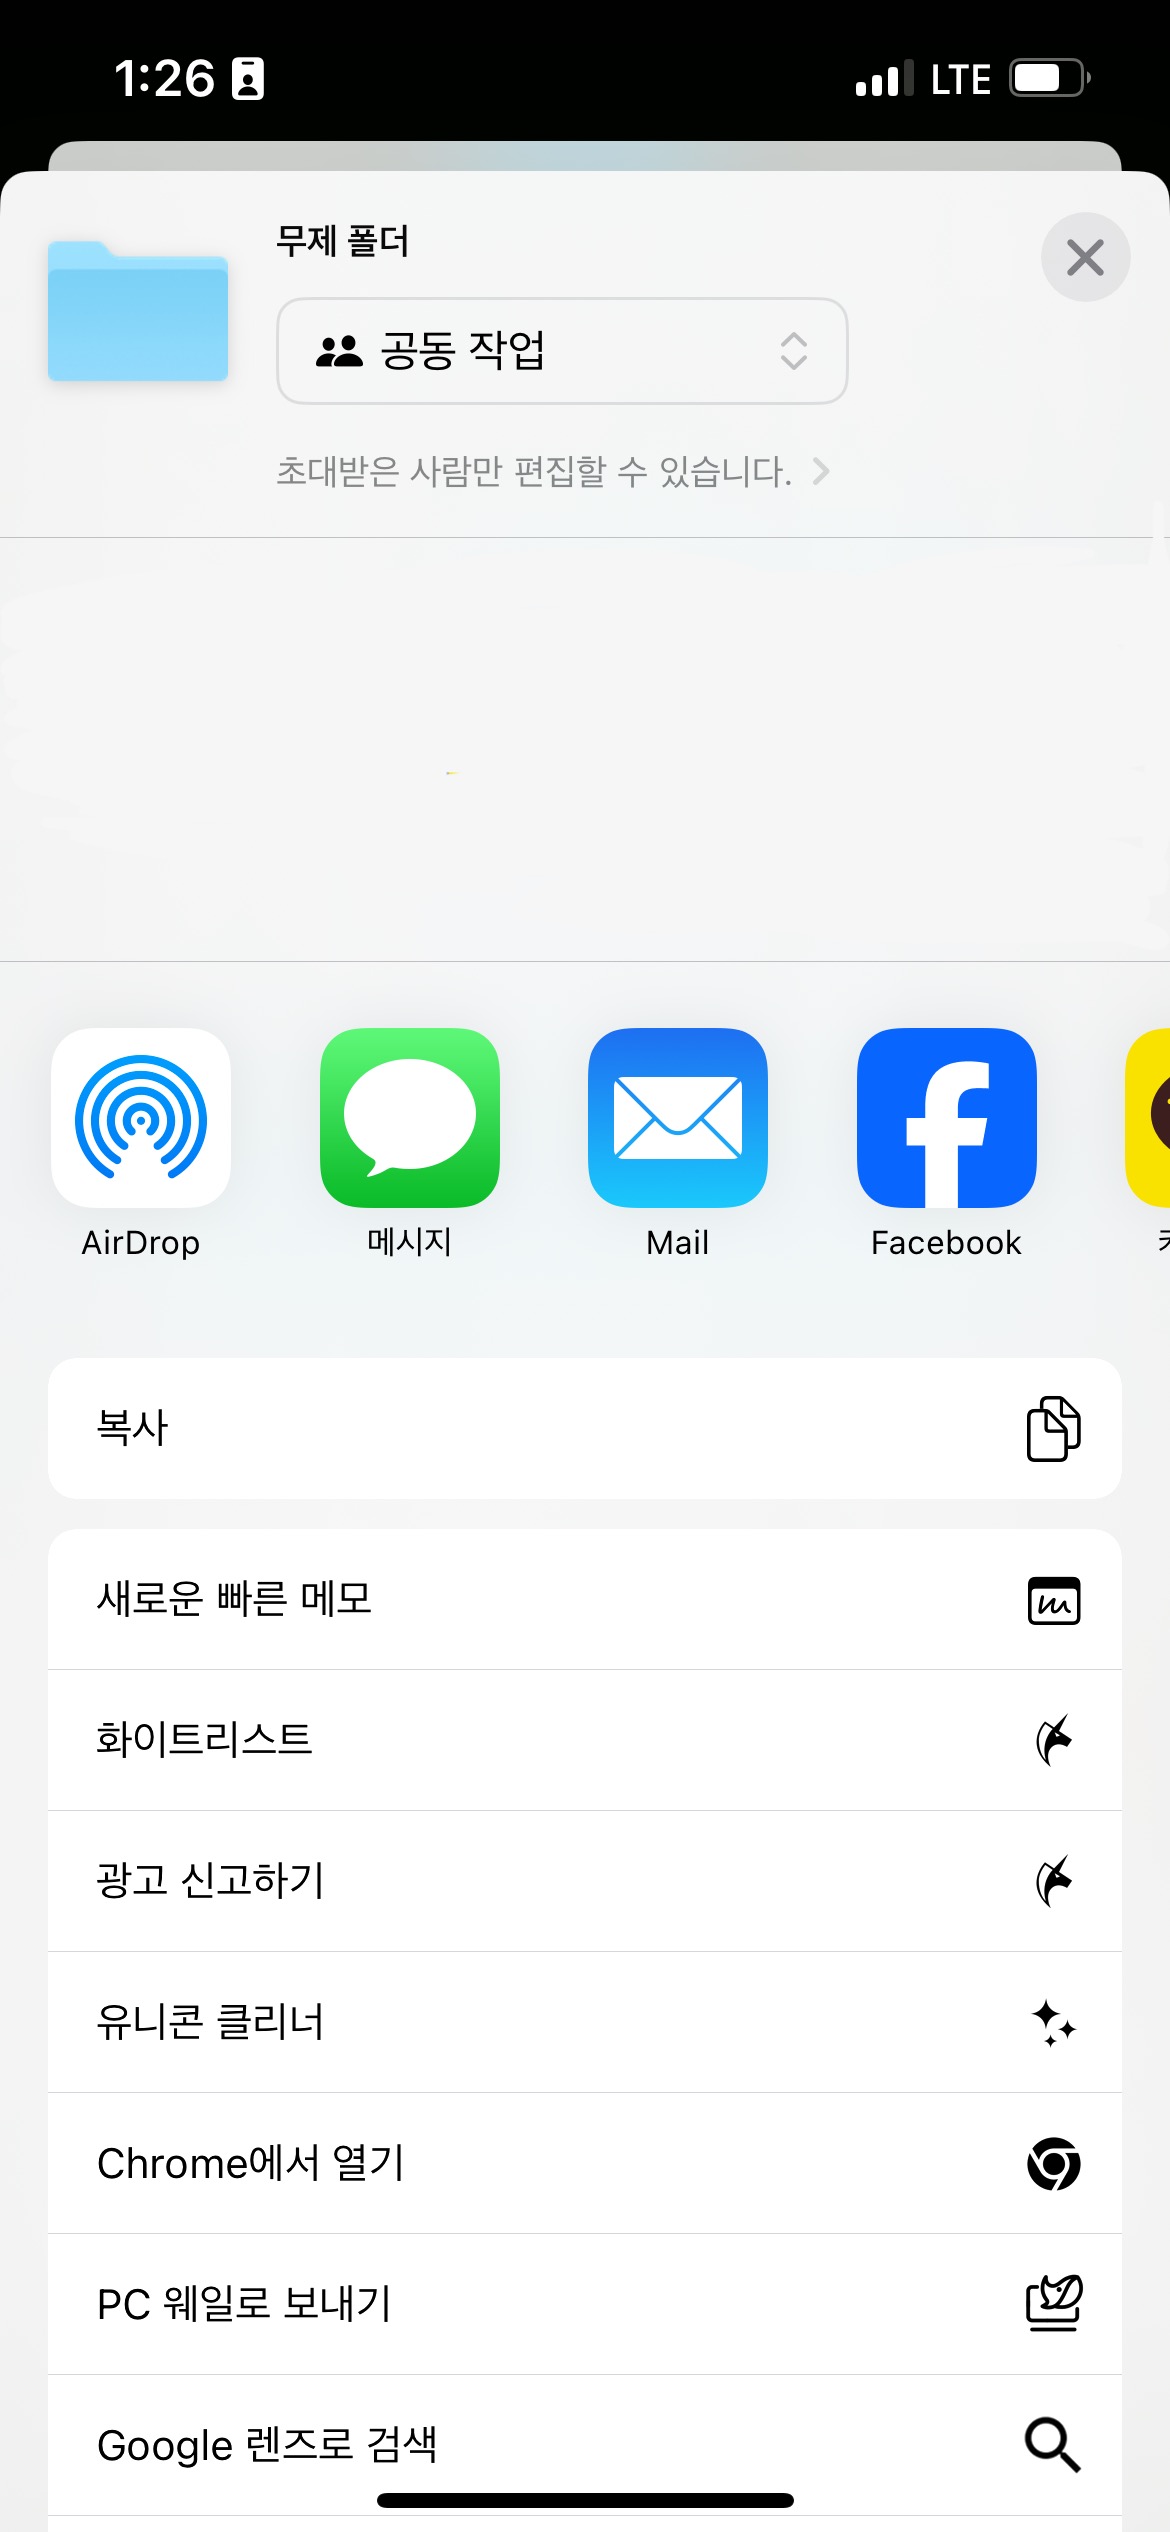 1:26
LTE
무제 폴더
공동 작업
초대받은 사람만 편집할 수 있습니다.
AirDrop
메시지
Mail
Facebook
복사
새로운 빠른 메모
화이트리스트
광고 신고하기
유니콘 클리너
Chrome에서 열기
PC 웨일로 보내기
Google 렌즈로 검색